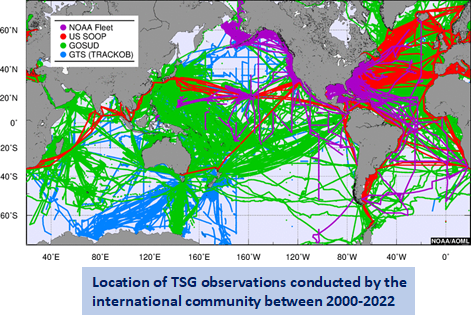 NOAA Fleet
US SOOP
GOSUD
GTS (TRACKOB)
60°N
40°N
20°N
0°
20°S
40°S
60°S
NOAA/AOML
40°E 80°E 120°E 160°E 160°W 120°W 80°W 40°W 0°
Location of TSG observations conducted by the
international community between 2000-2022